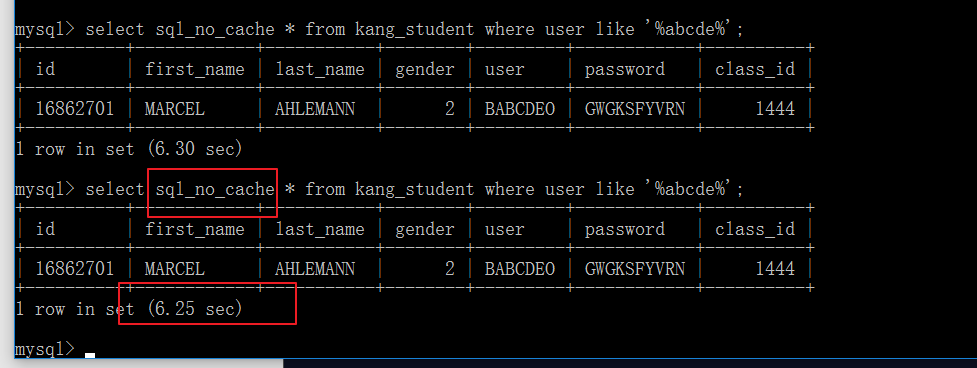 mysql> select sql_no_cache * from kang_student where user like '%abcde%';
+----------+------------+-----------+--------+---------+------------+----------+
| id | first_name | last_name | gender | user | password | class_id |
+----------+------------+-----------+--------+---------+------------+----------+
| 16862701 | MARCEL | AHLEMANN | 2 | BABCDEO | GWGKSFYVRN | 1444 |
+----------+------------+-----------+--------+---------+------------+----------+
1 row in set (6.30 sec)
mysql> select sql_no_cache * from kang_student where user like '%abcde%';
+----------+------------+-----------+--------+---------+------------+----------+
| id | first_name | last_name | gender | user | password | class_id |
+----------+------------+-----------+--------+---------+------------+----------+
| 16862701 | MARCEL | AHLEMANN | 2 | BABCDEO | GWGKSFYVRN | 1444 |
+----------+------------+-----------+--------+---------+------------+----------+
1 row in set (6.25 sec)
mysql>